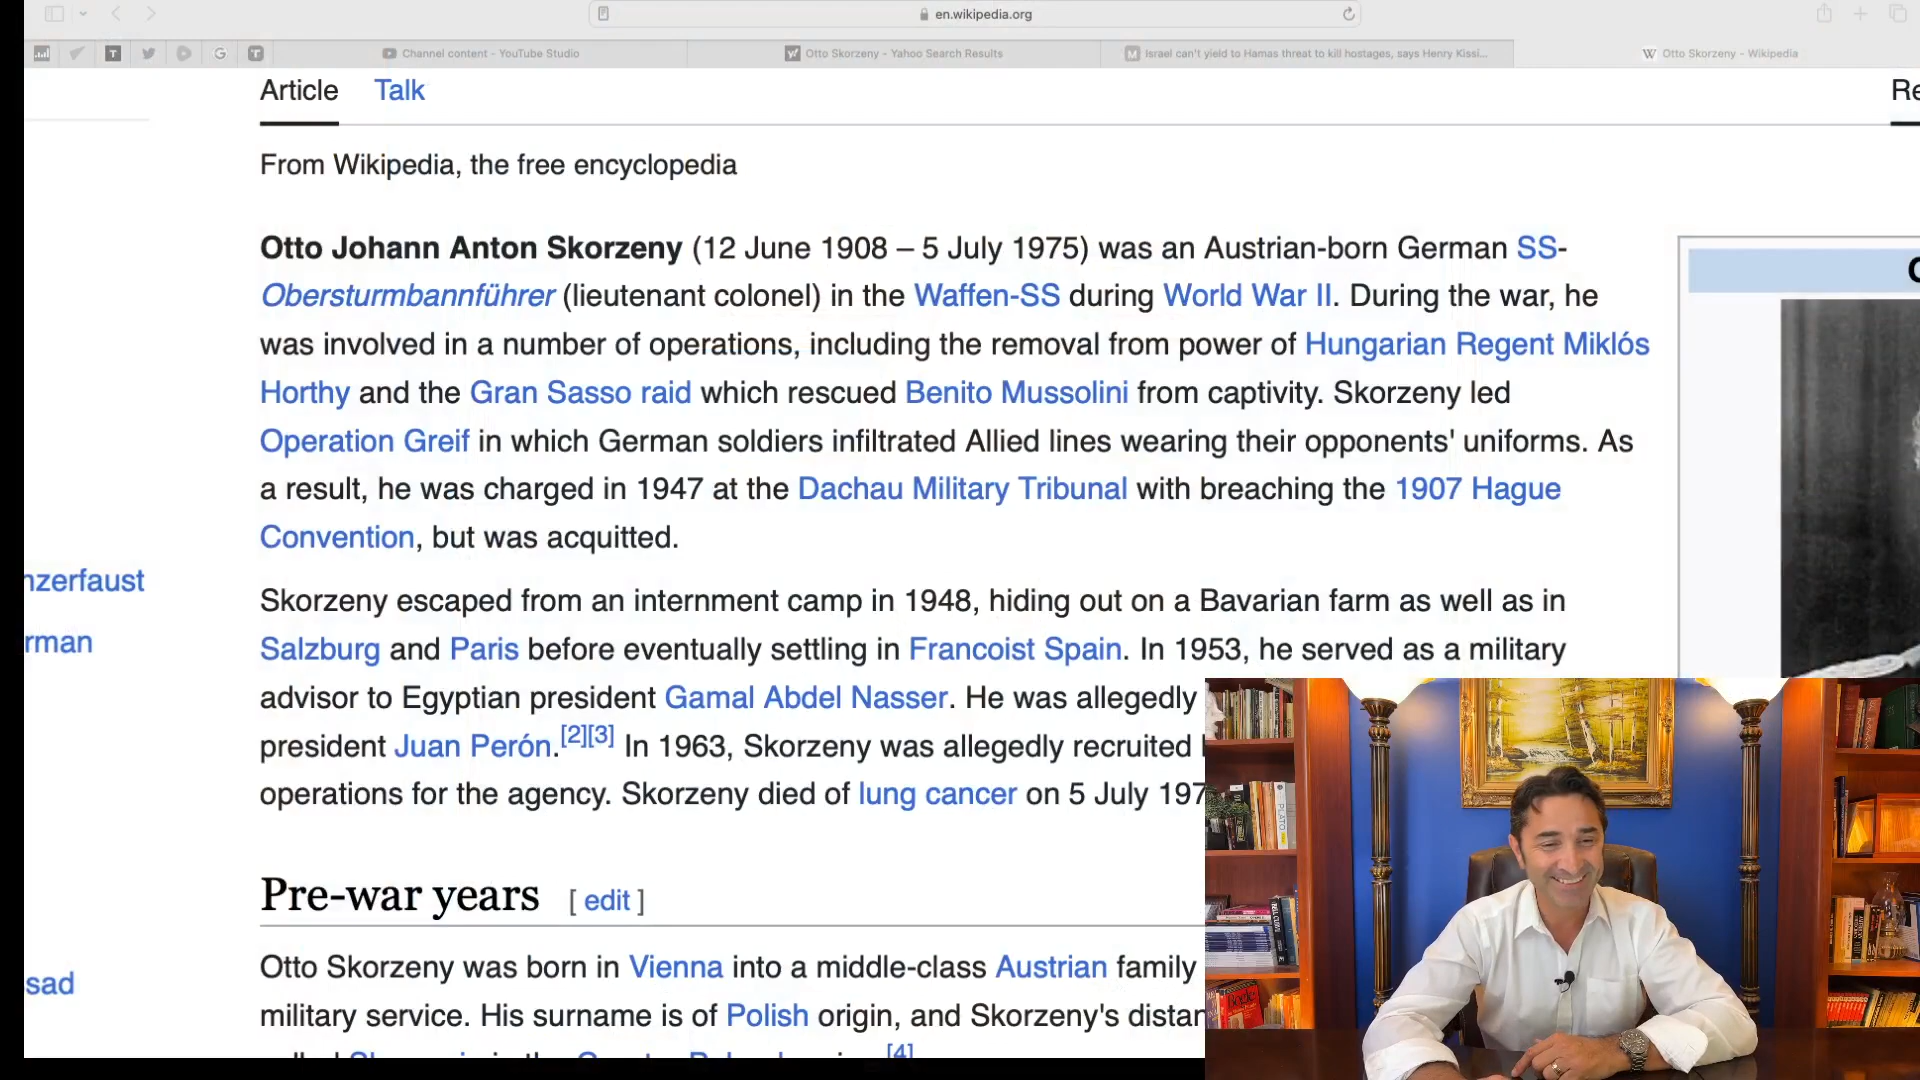 en.wikipedia.org
Channel content - YouTube Studio
Otto Skorzeny - Yahoo Search Results
Israel can't yield to Hamas threat to kill hostages, says Henry Kissi...
Otto Skorzeny - Wikipedia
Article Talk
From Wikipedia, the free encyclopedia
Otto Johann Anton Skorzeny (12 June 1908 – 5 July 1975) was an Austrian-born German SS-
Obersturmbannführer (lieutenant colonel) in the Waffen-SS during World War II. During the war, he
was involved in a number of operations, including the removal from power of Hungarian Regent Miklós
Horthy and the Gran Sasso raid which rescued Benito Mussolini from captivity. Skorzeny led
Operation Greif in which German soldiers infiltrated Allied lines wearing their opponents' uniforms. As
a result, he was charged in 1947 at the Dachau Military Tribunal with breaching the 1907 Hague
Convention, but was acquitted.
nzerfaust
Skorzeny escaped from an internment camp in 1948, hiding out on a Bavarian farm as well as in
rman
Salzburg and Paris before eventually settling in Francoist Spain. In 1953, he served as a military
advisor to Egyptian president Gamal Abdel Nasser. He was allegedly
president Juan Perón.[2][3] In 1963, Skorzeny was allegedly recruited
operations for the agency. Skorzeny died of lung cancer on 5 July 197
PLATO
Pre-war years [ edit ]
Otto Skorzeny was born in Vienna into a middle-class Austrian family
sad
military service. His surname is of Polish origin, and Skorzeny's distan
[4]